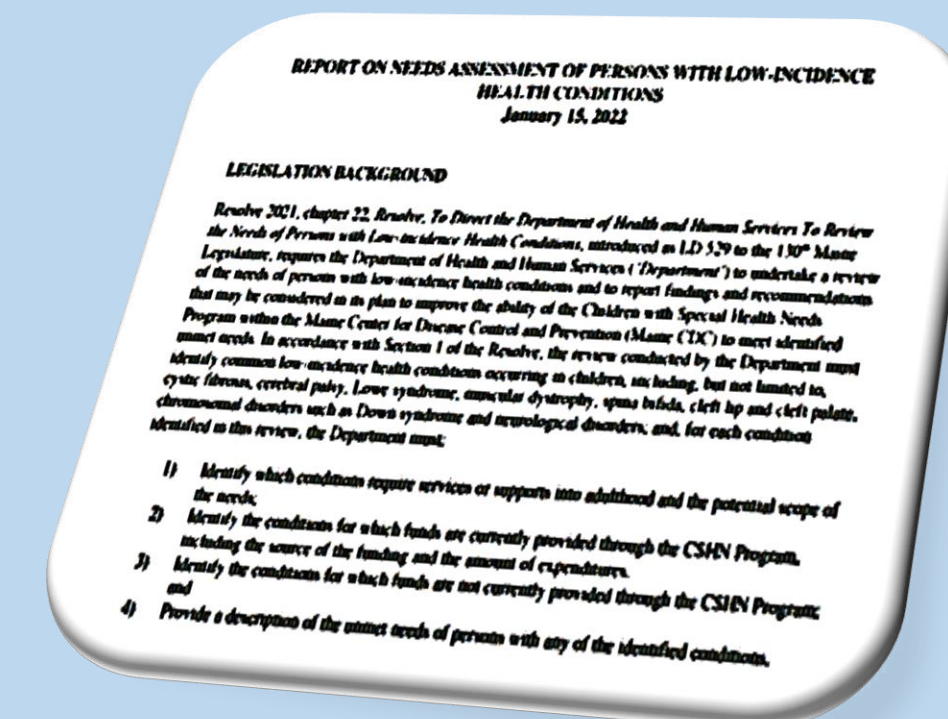 REPORT ON NEEDS ASSESSMENT OF PERSONS WITH LOW-INCIDENCE
HEALTH CONDITIONS
January 15, 2022
LEGISLATION BACKGROUND
Resolve 2021, chapter 22, Resolve, To Direct the Department of Health and Human Services To Review
the Needs of Persons with Low-incidence Health Conditions, introduced as LD 529 to the 130th Maine
Legislature, requires the Department of Health and Human Services ("Department") to undertake a review
of the needs of persons with low-incidence health conditions and to report findings and recommendations
that may be considered in its plan to improve the ability of the Children with Special Health Needs
Program within the Maine Center for Disease Control and Prevention (Maine CDC) to meet identified
unmet needs. In accordance with Section 1 of the Resolve, the review conducted by the Department must
identify common low-incidence health conditions occurring in children, including, but not limited to,
cystic fibrosis, cerebral palsy, Lowe syndrome, muscular dystrophy, spina bifida, cleft lip and cleft palate,
chromosomal disorders such as Down syndrome and neurological disorders; and, for each condition
identified in this review, the Department must:
1) Identify which conditions require services or supports into adulthood and the potential scope of
the needs;
2) Identify the conditions for which funds are currently provided through the CSHN Program,
including the source of the funding and the amount of expenditures.
3) Identify the conditions for which funds are not currently provided through the CSHN Program;
and
4) Provide a description of the unmet needs of persons with any of the identified conditions.